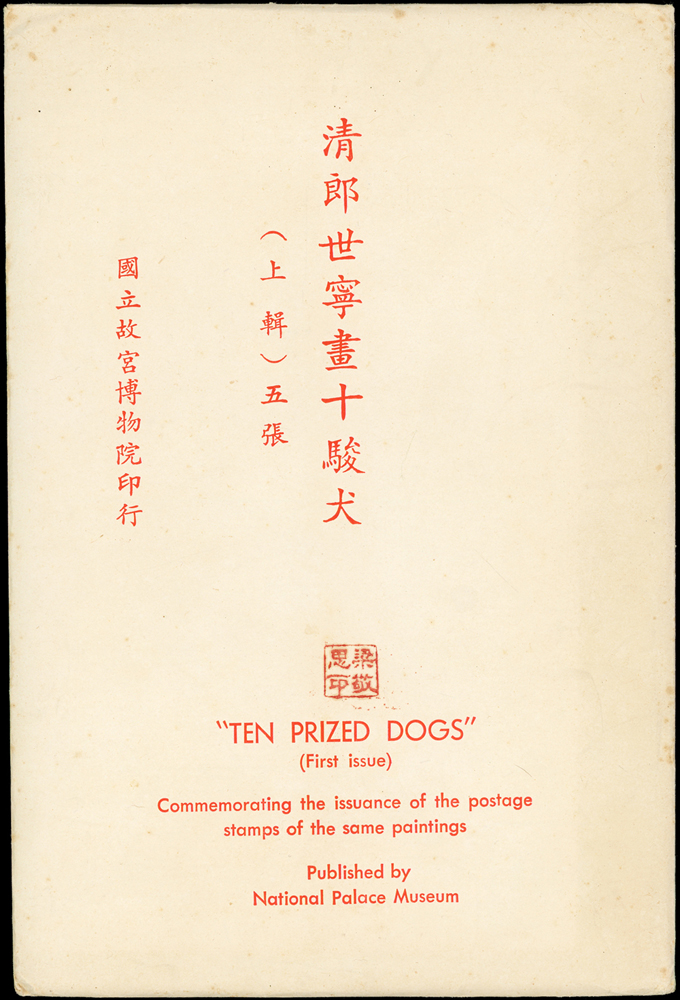 清郎世寧畫十駿犬
（上輯）五張
國立故宮博物院印行
梁敬
思印
"TEN PRIZED DOGS"
(First issue)
Commemorating the issuance of the postage
stamps of the same paintings
Published by
National Palace Museum